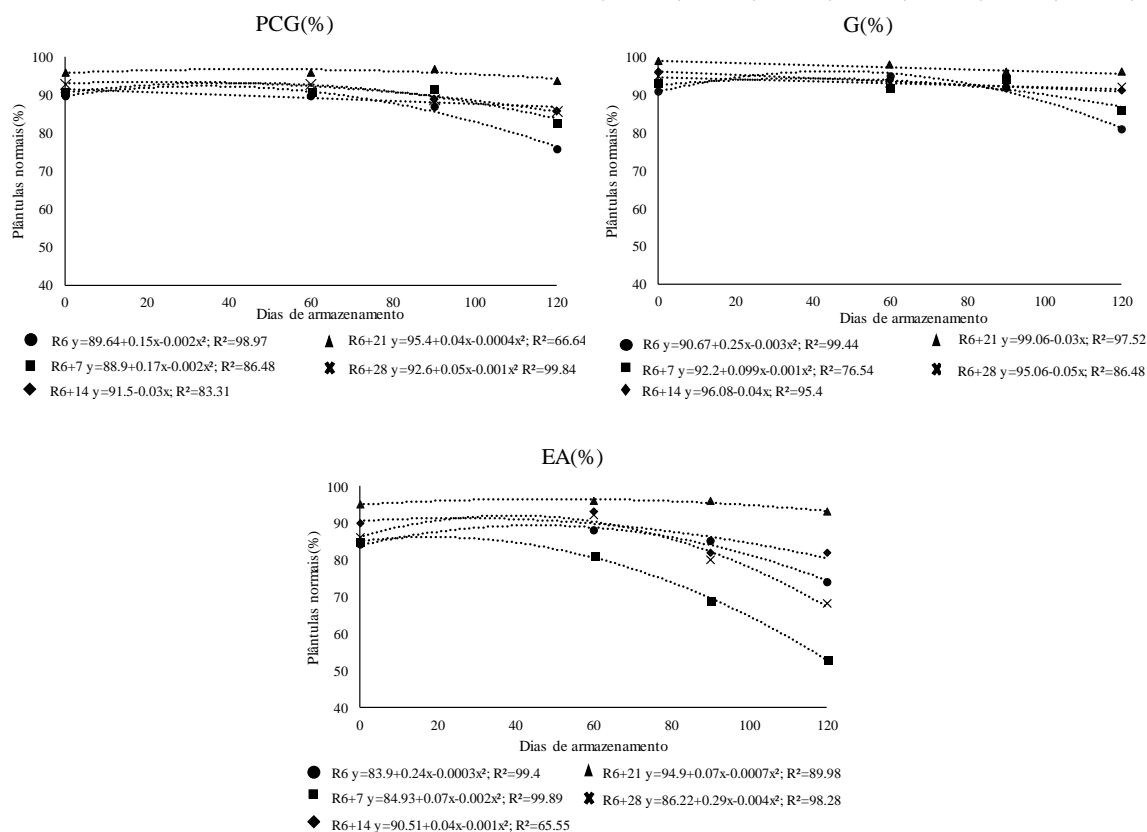 PCG(%)
Plântulas normais(%)
100
90
80
70
60
50
40
0 20 40 60 80 100 120
Dias de armazenamento
R6 y=89.64+0.15x-0.002x²; R²=98.97
R6+7 y=88.9+0.17x-0.002x²; R²=86.48
R6+14 y=91.5-0.03x; R²=83.31
R6+21 y=95.4+0.04x-0.0004x²; R²=66.64
R6+28 y=92.6+0.05x-0.001x² R²=99.84
G(%)
Plântulas normais(%)
100
90
80
70
60
50
40
0 20 40 60 80 100 120
Dias de armazenamento
R6 y=90.67+0.25x-0.003x²; R²=99.44
R6+7 y=92.2+0.099x-0.001x²; R²=76.54
R6+14 y=96.08-0.04x; R²=95.4
R6+21 y=99.06-0.03x; R²=97.52
R6+28 y=95.06-0.05x; R²=86.48
EA(%)
Plântulas normais(%)
100
90
80
70
60
50
40
0 20 40 60 80 100 120
Dias de armazenamento
R6 y=83.9+0.24x-0.0003x²; R²=99.4
R6+7 y=84.93+0.07x-0.002x²; R²=99.89
R6+14 y=90.51+0.04x-0.001x²; R²=65.55
R6+21 y=94.9+0.07x-0.0007x²; R²=89.98
R6+28 y=86.22+0.29x-0.004x²; R²=98.28